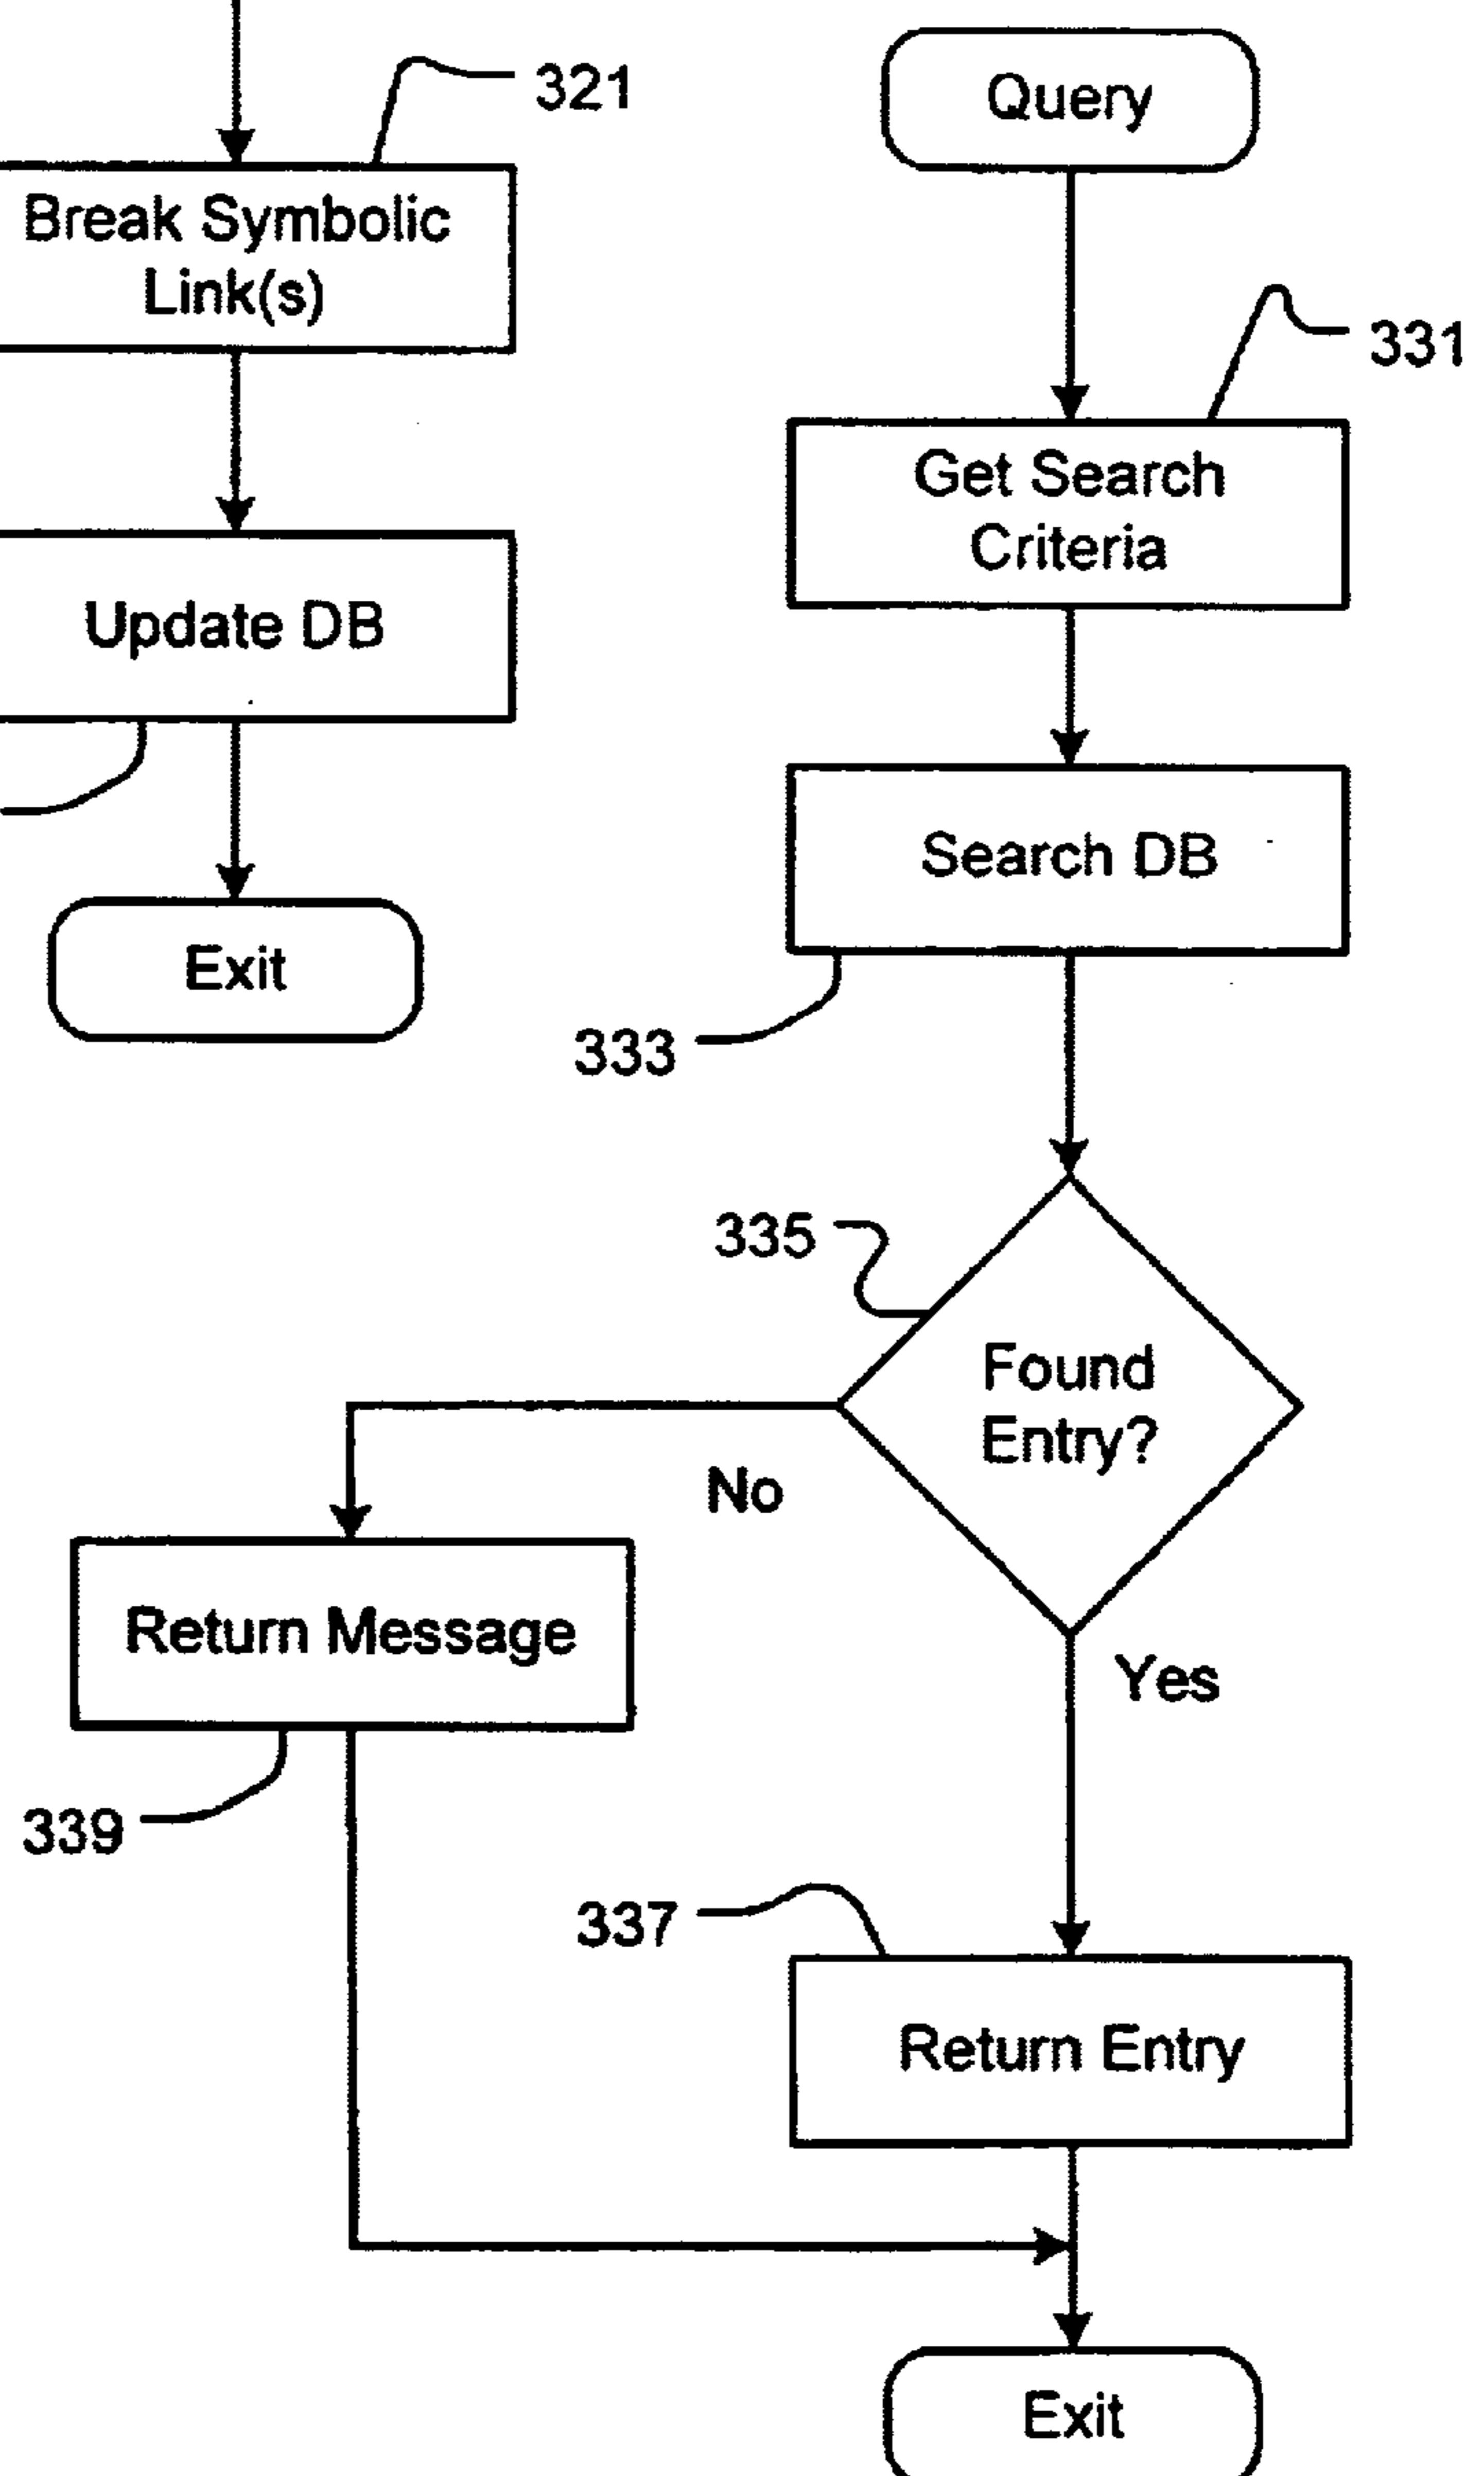 321
Break Symbolic
Link(s)
Update DB
Exit
Query
331
Get Search
Criteria
Search DB
333
335
Found
Entry?
No
Yes
Return Message
339
337
Return Entry
Exit